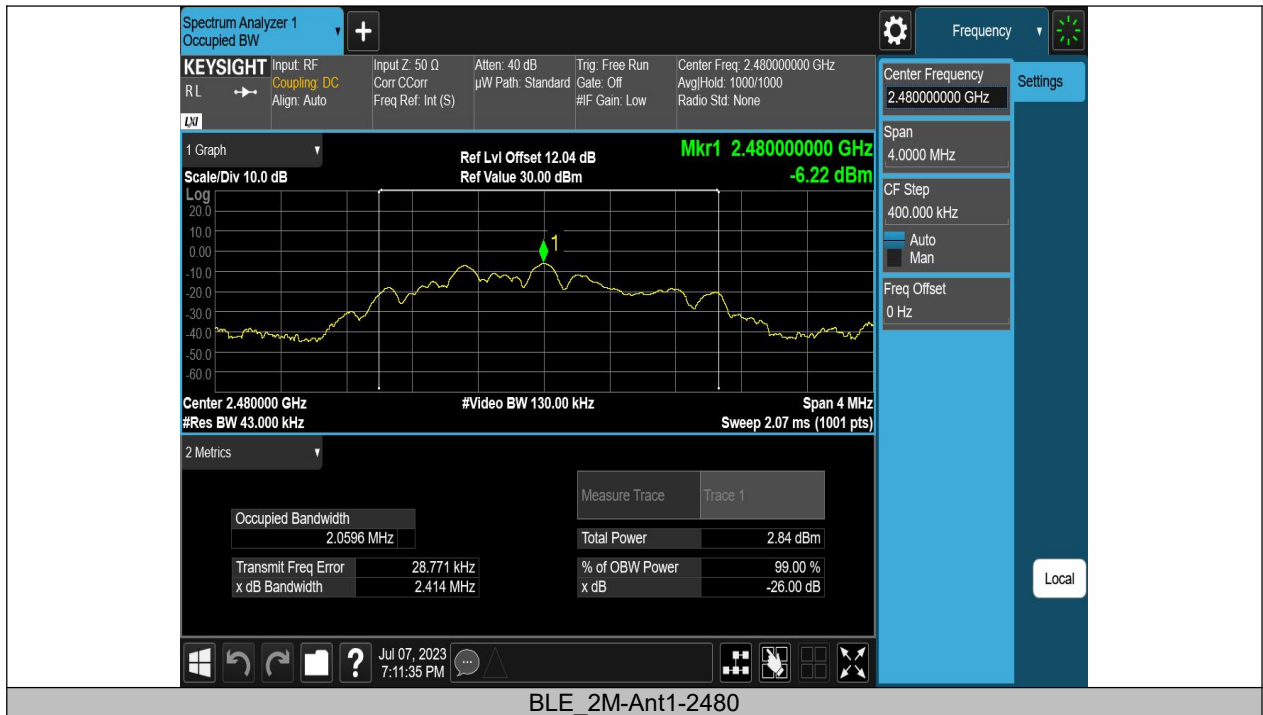 Spectrum Analyzer 1
Occupied BW
+
Frequency
KEYSIGHT
R L
LXI
Input: RF
Coupling: DC
Align: Auto
Input Z: 50 Ω
Corr CCorr
Freq Ref: Int (S)
Atten: 40 dB
µW Path: Standard
Trig: Free Run
Gate: Off
#IF Gain: Low
Center Freq: 2.480000000 GHz
Avg|Hold: 1000/1000
Radio Std: None
Center Frequency
2.480000000 GHz
Settings
Span
4.0000 MHz
CF Step
400.000 kHz
Auto
Man
Freq Offset
0 Hz
Local
1 Graph
Scale/Div 10.0 dB
Ref Lvl Offset 12.04 dB
Ref Value 30.00 dBm
Mkr1 2.480000000 GHz
-6.22 dBm
Log
20.0
10.0
0.00
-10.0
-20.0
-30.0
-40.0
-50.0
-60.0
1
Center 2.480000 GHz
#Res BW 43.000 kHz
#Video BW 130.00 kHz
Span 4 MHz
Sweep 2.07 ms (1001 pts)
2 Metrics
Measure Trace Trace 1
Occupied Bandwidth
2.0596 MHz
Total Power 2.84 dBm
Transmit Freq Error 28.771 kHz
% of OBW Power 99.00 %
x dB Bandwidth 2.414 MHz
x dB -26.00 dB
?
Jul 07, 2023
7:11:35 PM
BLE_2M-Ant1-2480